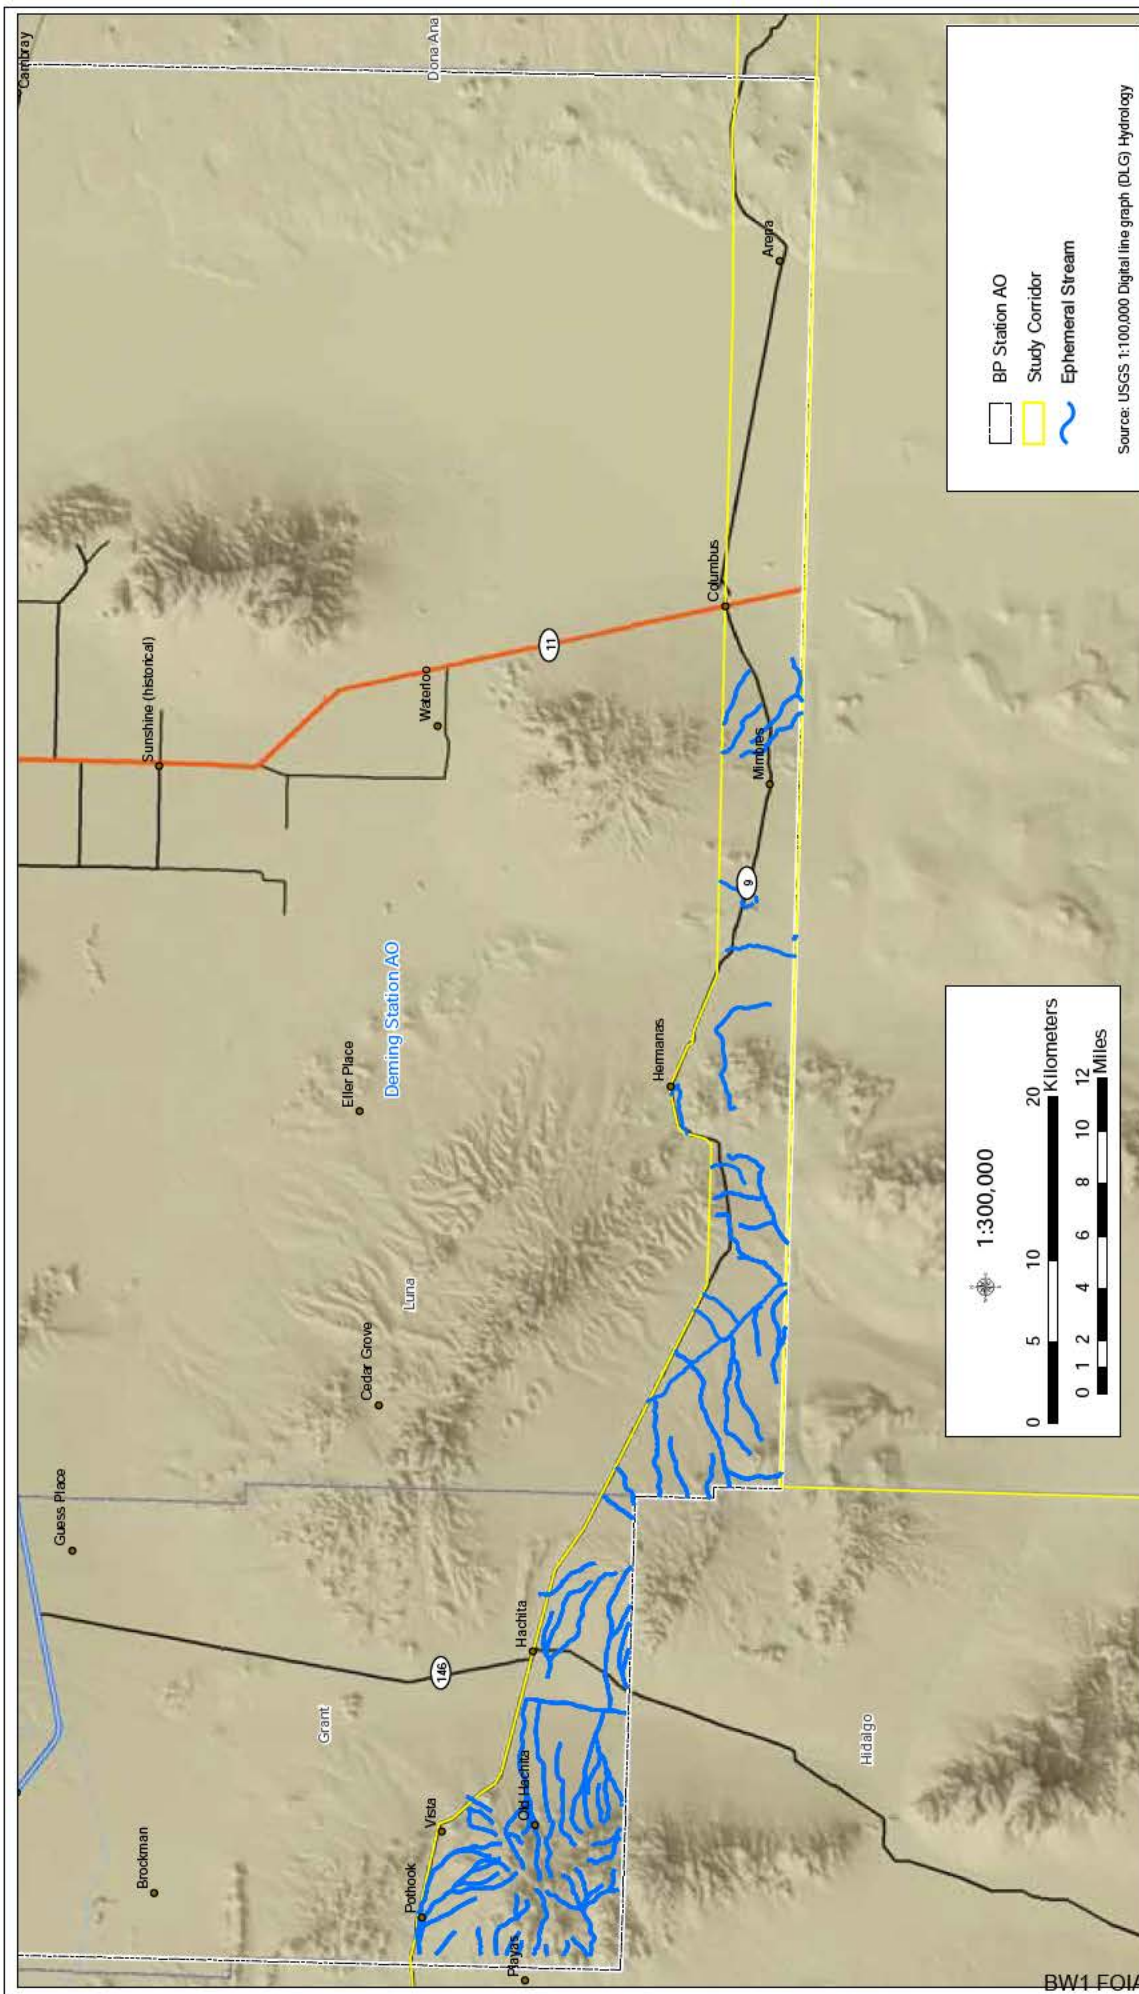 Cambray
Dona Ana
Sunshine (historical)
Waterloo
11
Columbus
Arena
Mimbres
9
Hermanas
Eller Place
Deming Station AO
Luna
Cedar Grove
Guess Place
Hachita
146
Grant
Hidalgo
Old Hachita
Vista
Pothook
Playas
Brockman
1:300,000
0 5 10 20
Kilometers
0 1 2 4 6 8 10 12
Miles
BP Station AO
Study Corridor
Ephemeral Stream
Source: USGS 1:100,000 Digital line graph (DLG) Hydrology
BW1 FOIA